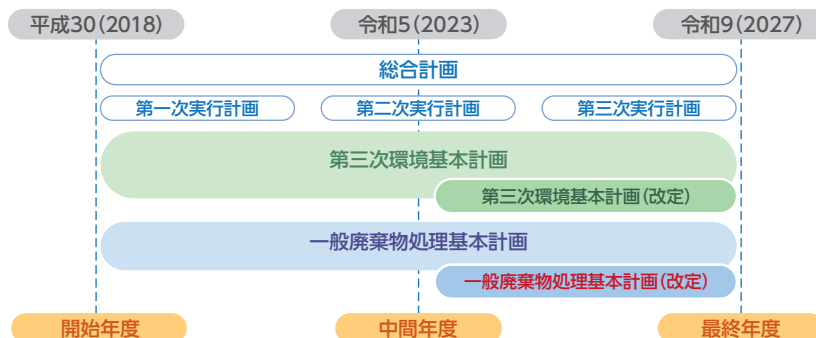 平成30(2018)
令和5(2023)
令和9(2027)
総合計画
第一次実行計画
第二次実行計画
第三次実行計画
第三次環境基本計画
第三次環境基本計画(改定)
一般廃棄物処理基本計画
一般廃棄物処理基本計画(改定)
開始年度
中間年度
最終年度